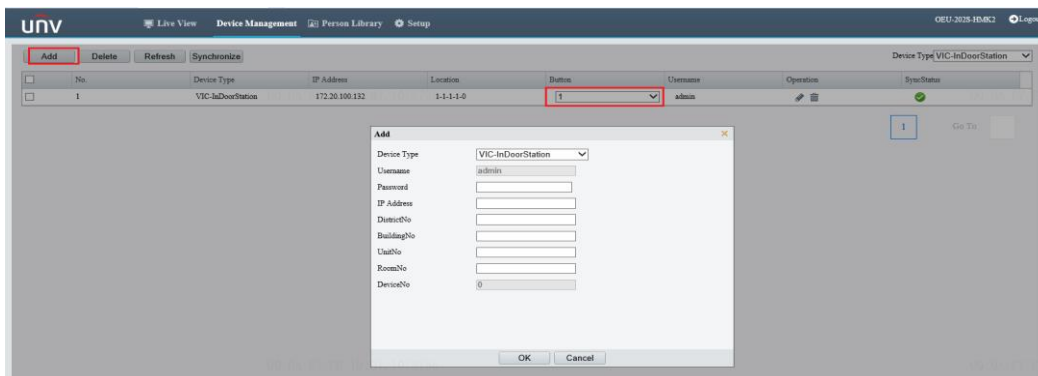 unv Live View Device Management Person Library Setup OEU-202S-HMK2 Logou
Add Delete Refresh Synchronize Device Type VIC-InDoorStation
No. Device Type IP Address Location Button Username Operation SyncStatus
1 VIC-InDoorStation 172.20.100.132 1-1-1-1-0 1 admin
1 Go To
Add
Device Type VIC-InDoorStation
Username admin
Password
IP Address
DistrictNo
BuildingNo
UnitNo
RoomNo
DeviceNo 0
OK Cancel